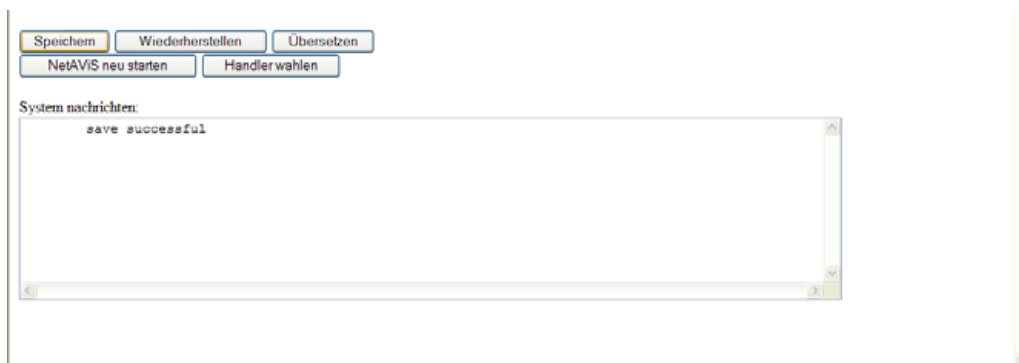 Speichern Wiederherstellen Übersetzen
NetAViS neu starten Handler wahlen
System nachrichten:
save successful